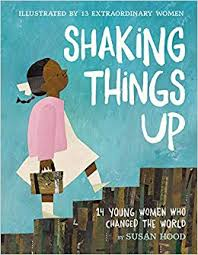 ILLUSTRATED BY 13 EXTRAORDINARY WOMEN
SHAKING
THINGS
UP
14 YOUNG WOMEN WHO
CHANGED THE WORLD
BY SUSAN HOOD